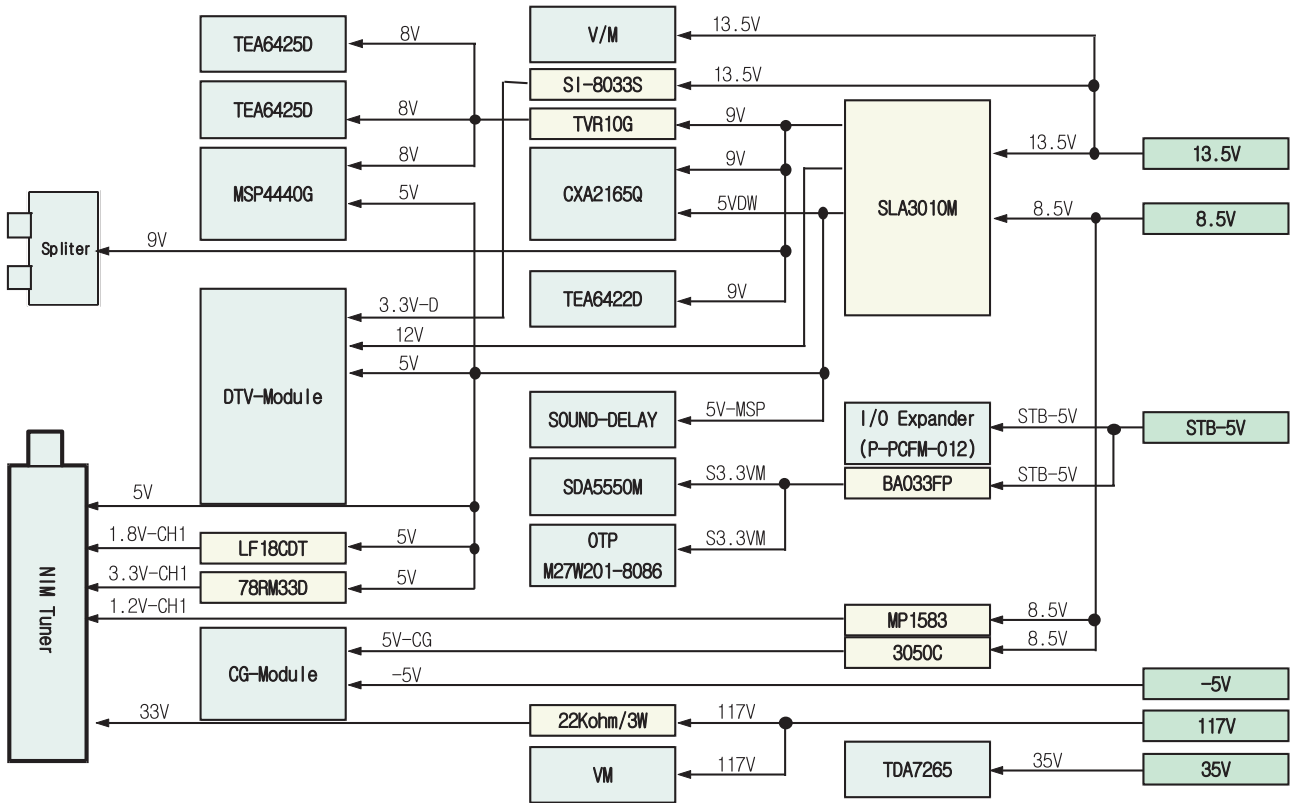 TEA6425D
8V
V/M
13.5V
SI-8033S
13.5V
TEA6425D
8V
TVR10G
9V
13.5V
13.5V
MSP4440G
8V
5V
CXA2165Q
9V
5VDW
SLA3010M
8.5V
8.5V
Spliter
9V
TEA6422D
9V
DTV-Module
3.3V-D
12V
5V
SOUND-DELAY
5V-MSP
I/O Expander
(P-PCFM-012)
STB-5V
STB-5V
SDA5550M
S3.3VM
BA033FP
STB-5V
NIM Tuner
5V
1.8V-CH1
LF18CDT
5V
OTP
M27W201-8086
S3.3VM
3.3V-CH1
78RM33D
5V
1.2V-CH1
MP1583
8.5V
CG-Module
5V-CG
3050C
8.5V
-5V
-5V
33V
22Kohm/3W
117V
117V
VM
117V
TDA7265
35V
35V